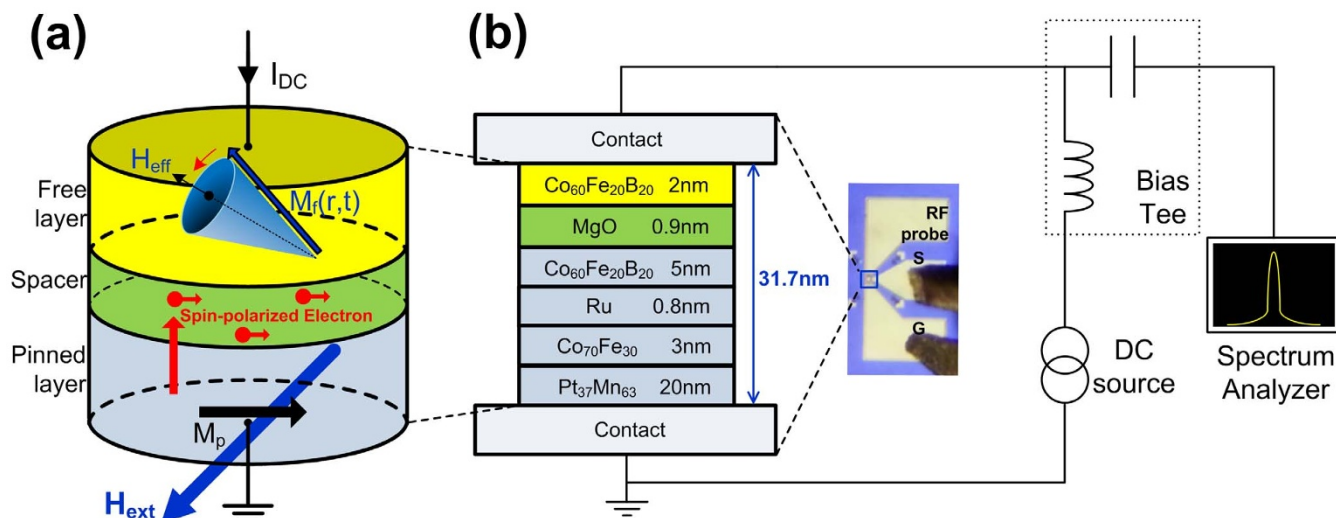 (a)
I_DC
H_eff
M_f(r,t)
Free
layer
Spacer
Spin-polarized Electron
Pinned
layer
M_p
H_ext
(b)
Contact
Co₆₀Fe₂₀B₂₀ 2nm
MgO 0.9nm
Co₆₀Fe₂₀B₂₀ 5nm
Ru 0.8nm
Co₇₀Fe₃₀ 3nm
Pt₃₇Mn₆₃ 20nm
Contact
31.7nm
RF
probe
S
G
Bias
Tee
DC
source
Spectrum
Analyzer